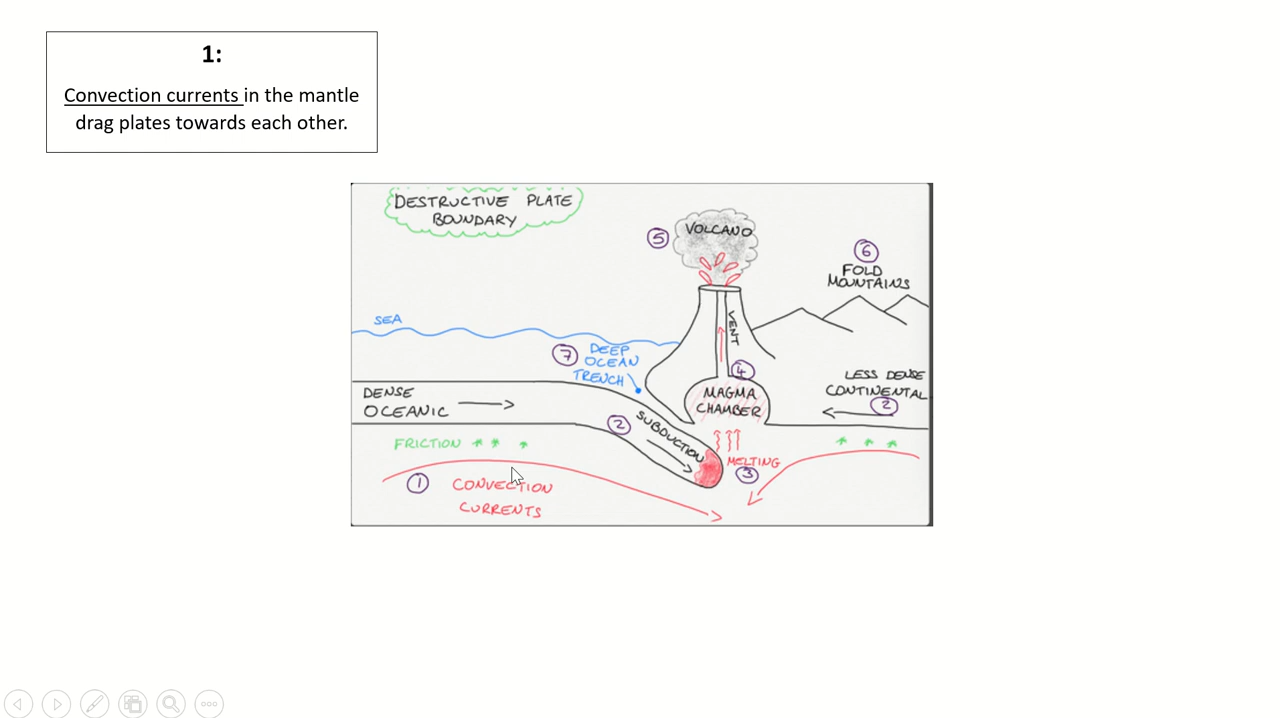 1:
Convection currents in the mantle
drag plates towards each other.
DESTRUCTIVE PLATE
BOUNDARY
5
VOLCANO
6
FOLD
MOUNTAINS
SEA
VENT
7
DEEP
OCEAN
TRENCH
4
LESS DENSE
CONTINENTAL
2
DENSE
OCEANIC
MAGMA
CHAMBER
2
SUBDUCTION
FRICTION
MELTING
3
1
CONVECTION
CURRENTS